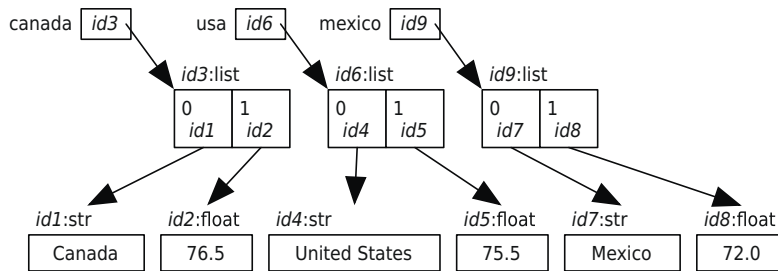 canada id3 usa id6 mexico id9
id3:list id6:list id9:list
0 1 0 1 0 1
id1 id2 id4 id5 id7 id8
id1:str id2:float id4:str id5:float id7:str id8:float
Canada 76.5 United States 75.5 Mexico 72.0